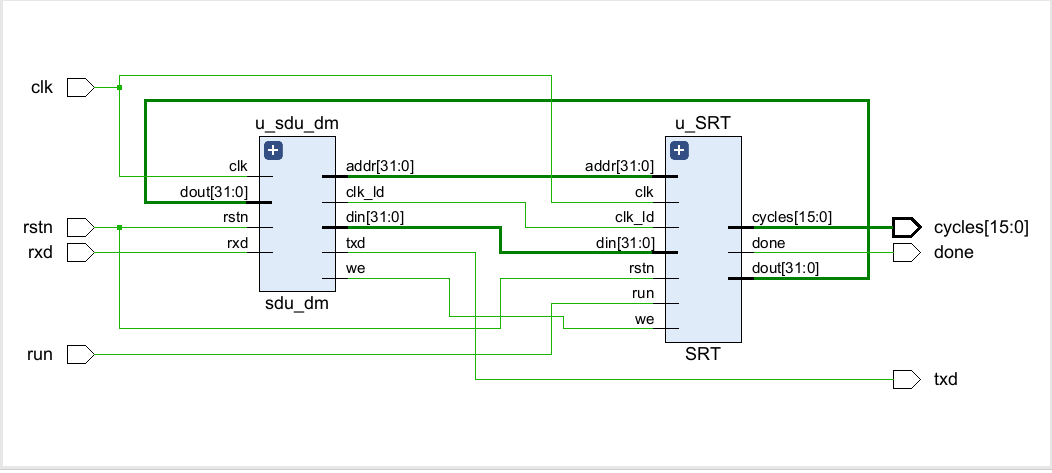 clk
rstn
rxd
run
u_sdu_dm
clk
dout[31:0]
rstn
rxd
addr[31:0]
clk_ld
din[31:0]
txd
we
sdu_dm
u_SRT
addr[31:0]
clk
clk_ld
din[31:0]
rstn
run
we
cycles[15:0]
done
dout[31:0]
SRT
cycles[15:0]
done
txd